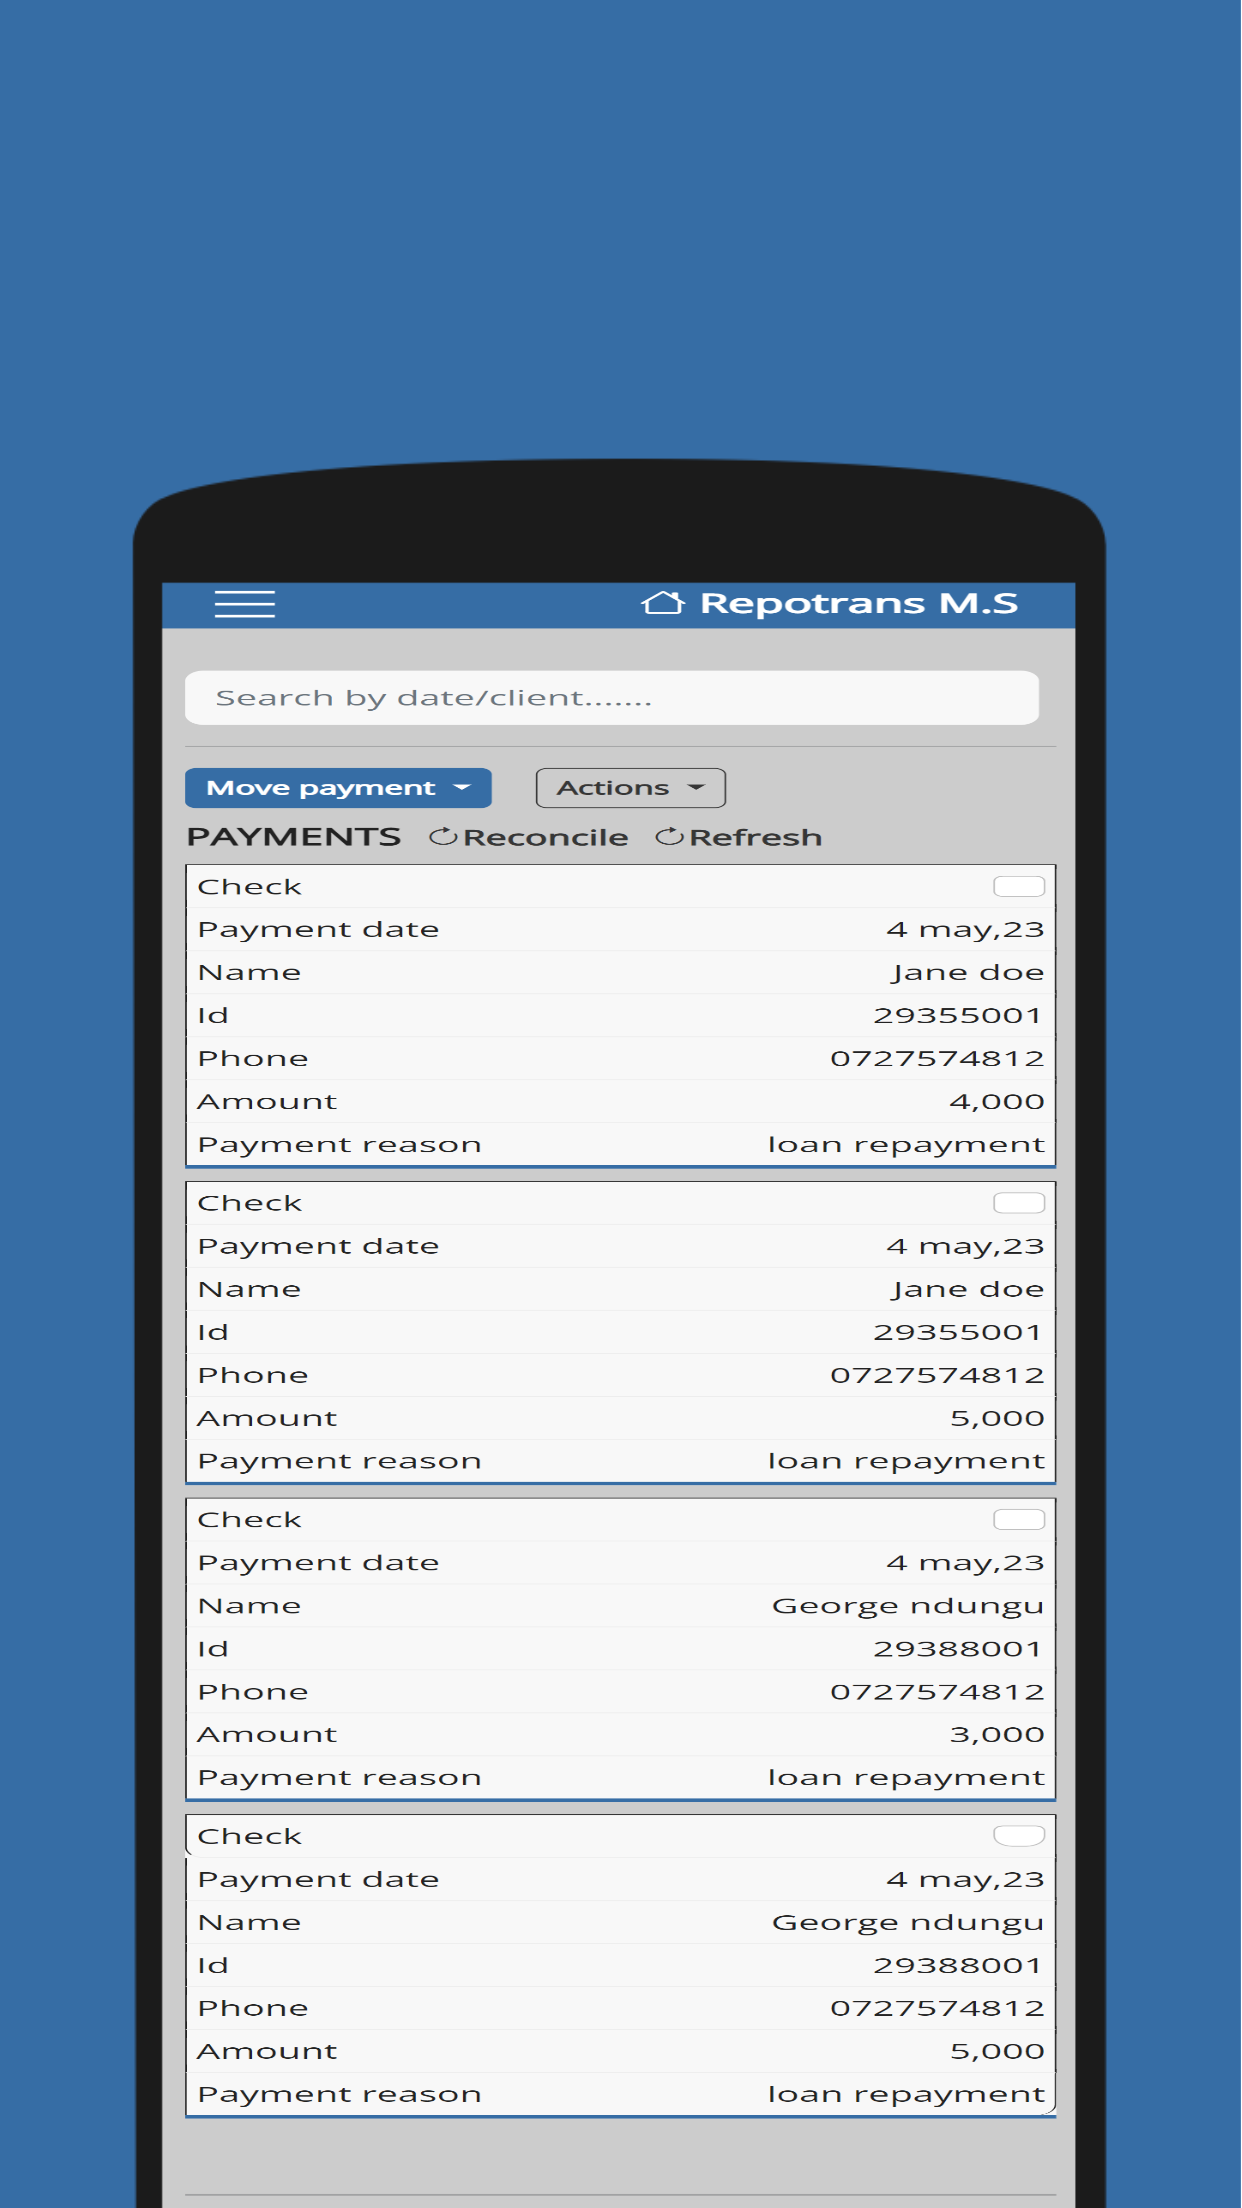 Repotrans M.S
Search by date/client.......
Move payment Actions
PAYMENTS Reconcile Refresh
Check
Payment date 4 may,23
Name Jane doe
Id 29355001
Phone 0727574812
Amount 4,000
Payment reason loan repayment
Check
Payment date 4 may,23
Name Jane doe
Id 29355001
Phone 0727574812
Amount 5,000
Payment reason loan repayment
Check
Payment date 4 may,23
Name George ndungu
Id 29388001
Phone 0727574812
Amount 3,000
Payment reason loan repayment
Check
Payment date 4 may,23
Name George ndungu
Id 29388001
Phone 0727574812
Amount 5,000
Payment reason loan repayment